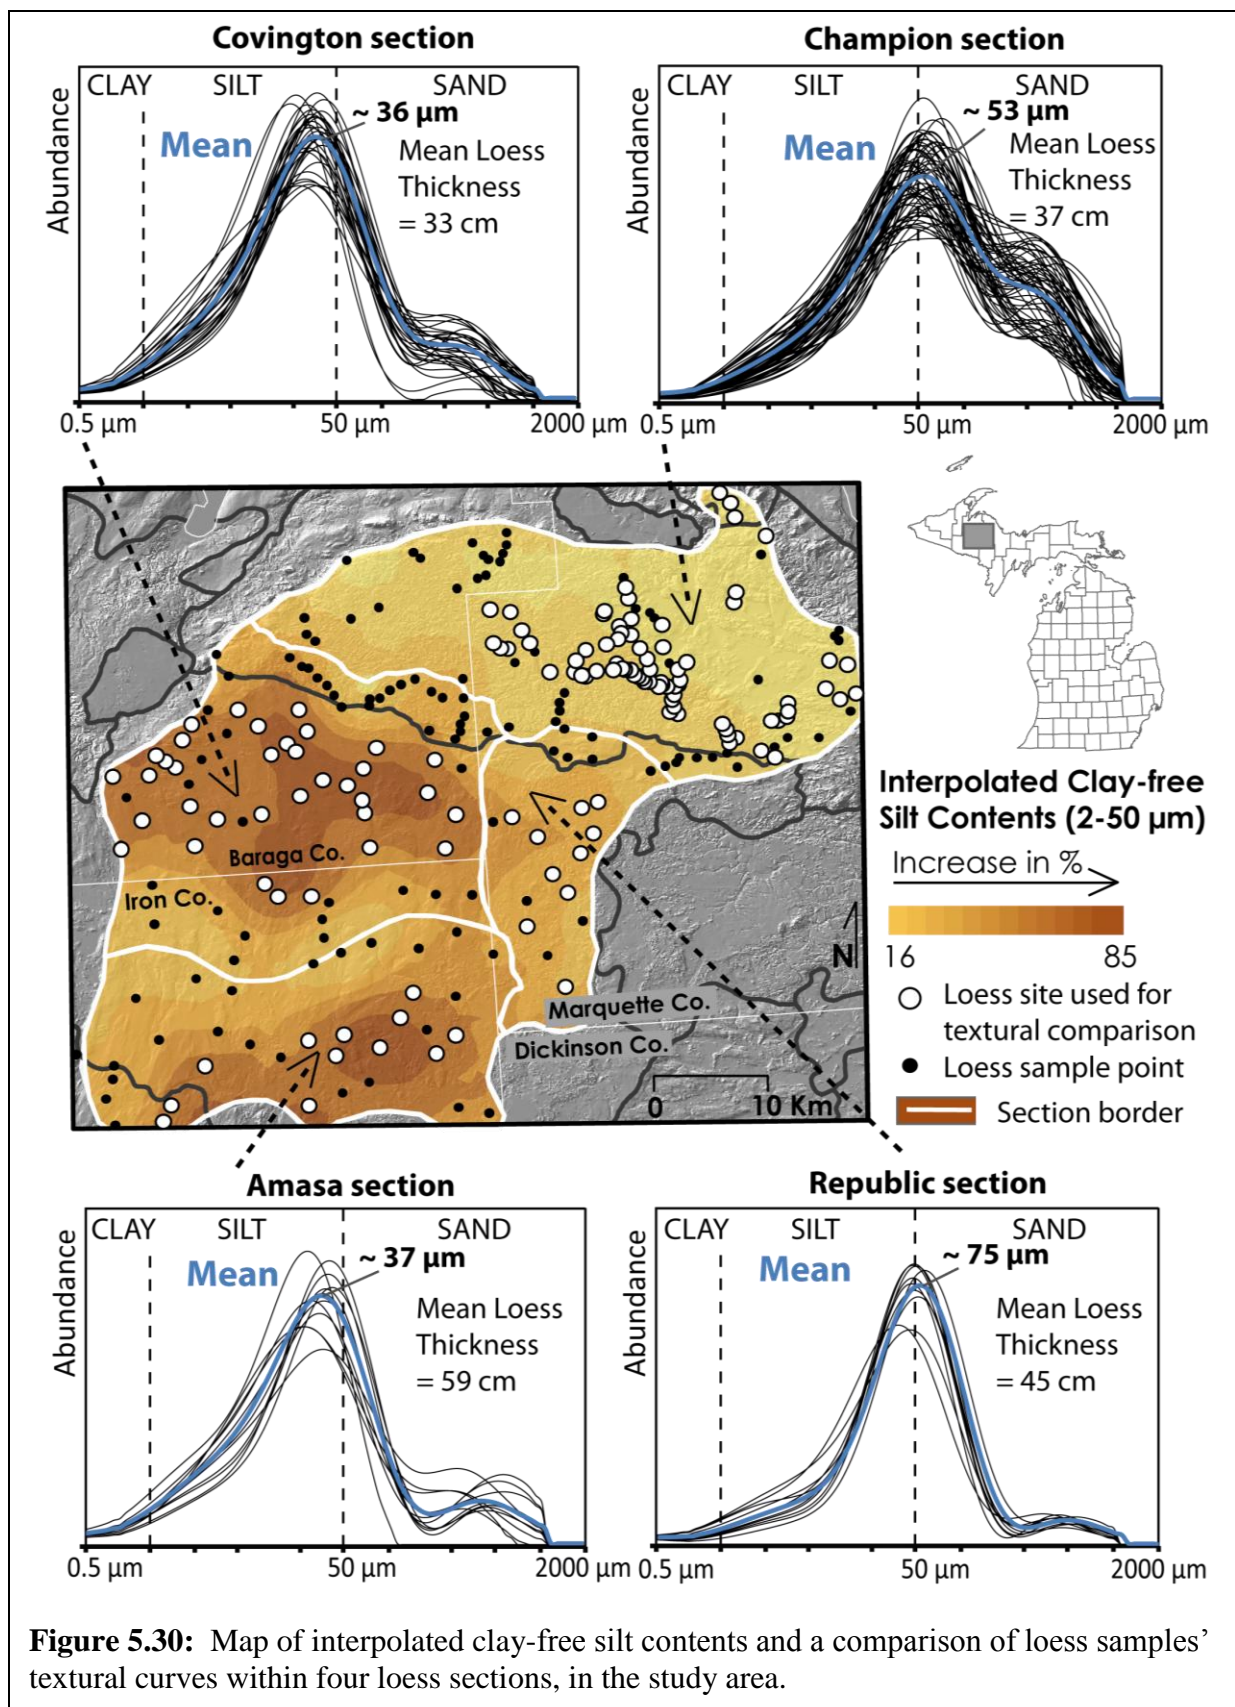 Covington section
CLAY SILT SAND
Abundance
Mean
~ 36 µm
Mean Loess
Thickness
= 33 cm
0.5 µm 50 µm 2000 µm
Champion section
CLAY SILT SAND
Abundance
Mean
~ 53 µm
Mean Loess
Thickness
= 37 cm
0.5 µm 50 µm 2000 µm
Baraga Co.
Iron Co.
Marquette Co.
Dickinson Co.
N
0 10 Km
Interpolated Clay-free
Silt Contents (2-50 µm)
Increase in %
16 85
Loess site used for
textural comparison
Loess sample point
Section border
Amasa section
CLAY SILT SAND
Abundance
Mean
~ 37 µm
Mean Loess
Thickness
= 59 cm
0.5 µm 50 µm 2000 µm
Republic section
CLAY SILT SAND
Abundance
Mean
~ 75 µm
Mean Loess
Thickness
= 45 cm
0.5 µm 50 µm 2000 µm
Figure 5.30: Map of interpolated clay-free silt contents and a comparison of loess samples’
textural curves within four loess sections, in the study area.